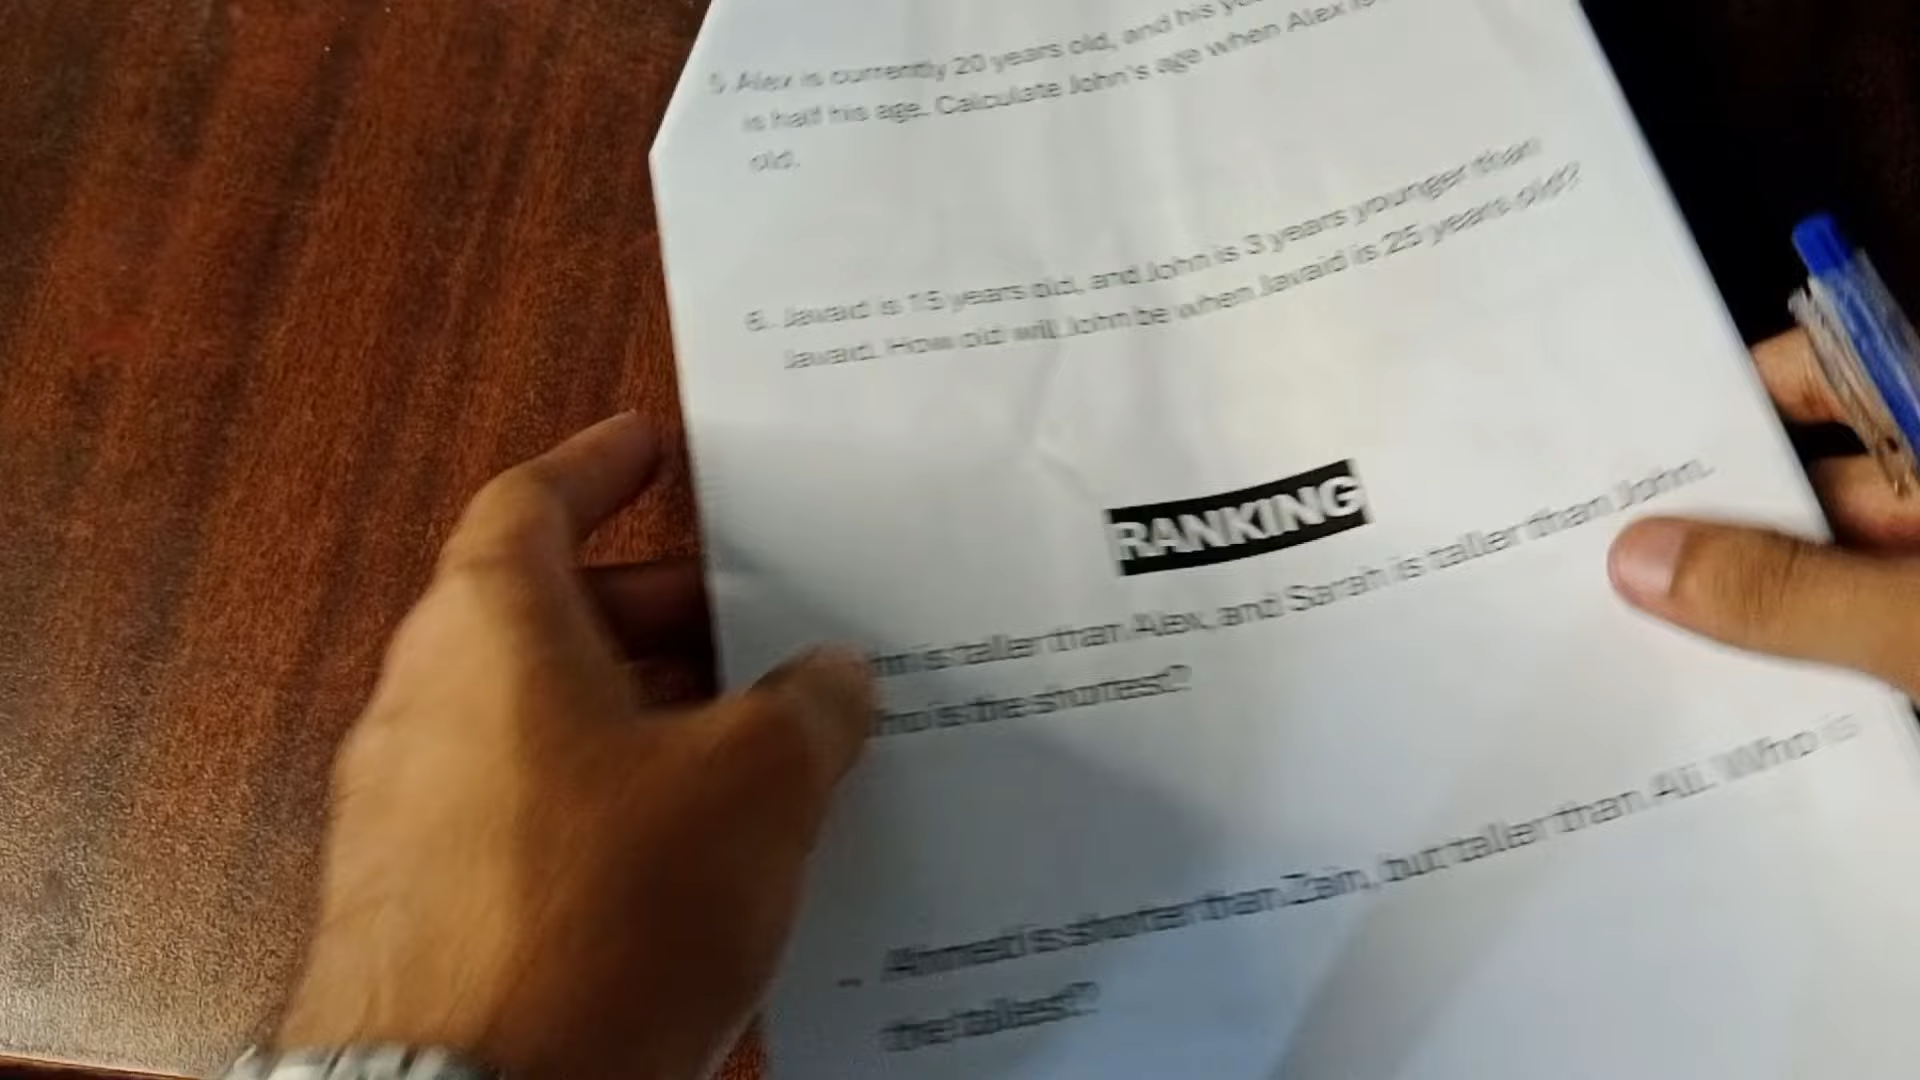 5. Alex is currently 20 years old, and his
is half his age. Calculate John's age when Alex is
old.
6. Javaid is 15 years old, and John is 3 years younger than
Javaid. How old will John be when Javaid is 25 years old?
RANKING
is taller than Alex, and Sarah is taller than John.
is the shortest?
Ahmed is shorter than Zain, but taller than Ali. Who is
the tallest?